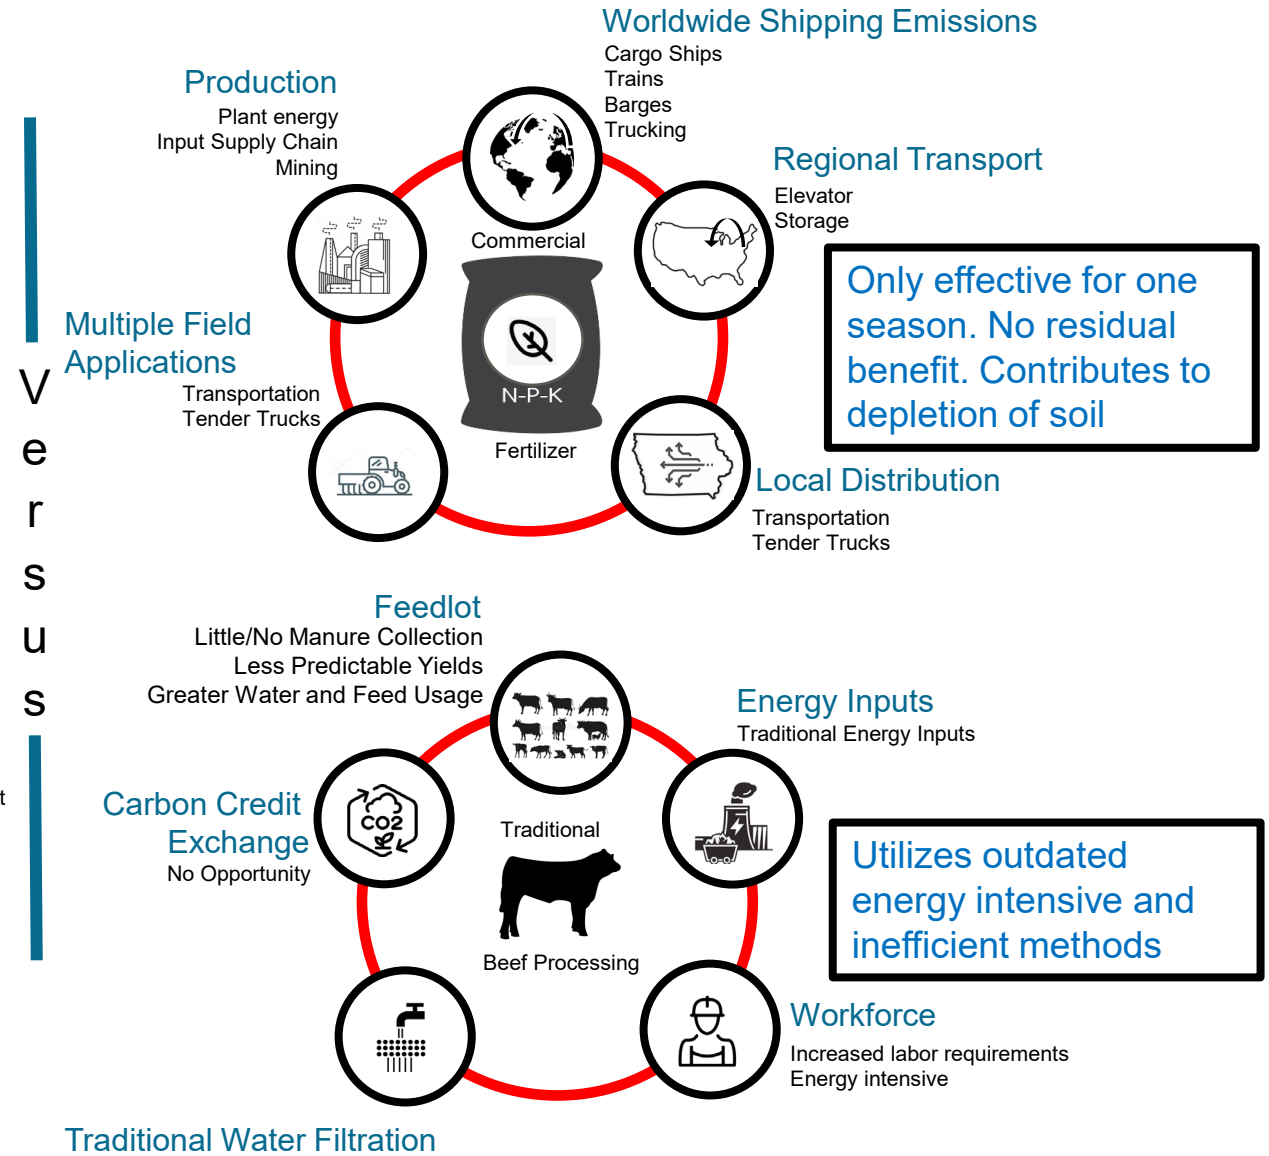 Worldwide Shipping Emissions
Cargo Ships
Trains
Barges
Trucking
Production
Plant energy
Input Supply Chain
Mining
Regional Transport
Elevator
Storage
Commercial
N-P-K
Fertilizer
Only effective for one
season. No residual
benefit. Contributes to
depletion of soil
Multiple Field
Applications
Transportation
Tender Trucks
Local Distribution
Transportation
Tender Trucks
Versus
Feedlot
Little/No Manure Collection
Less Predictable Yields
Greater Water and Feed Usage
Energy Inputs
Traditional Energy Inputs
t
Carbon Credit
Exchange
No Opportunity
CO2
Traditional
Beef Processing
Utilizes outdated
energy intensive and
inefficient methods
Workforce
Increased labor requirements
Energy intensive
Traditional Water Filtration